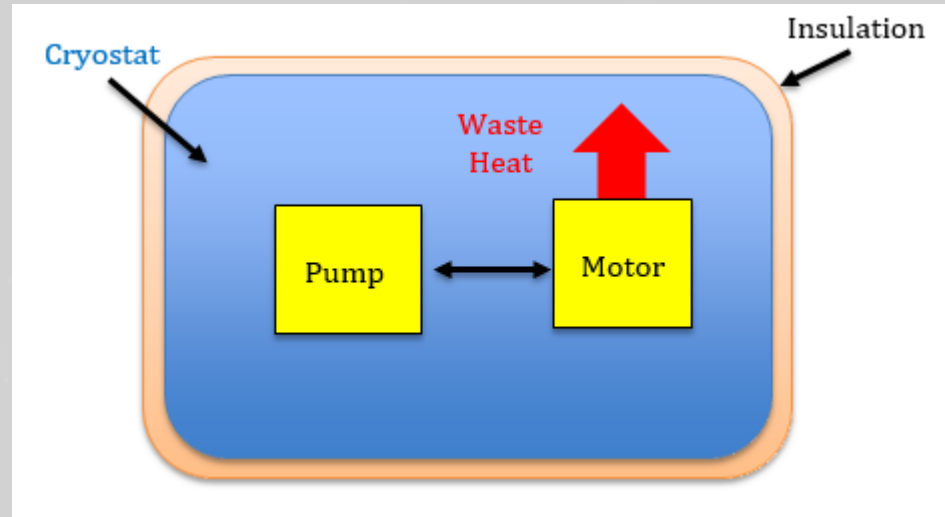 Insulation
Cryostat
Waste
Heat
Pump
Motor